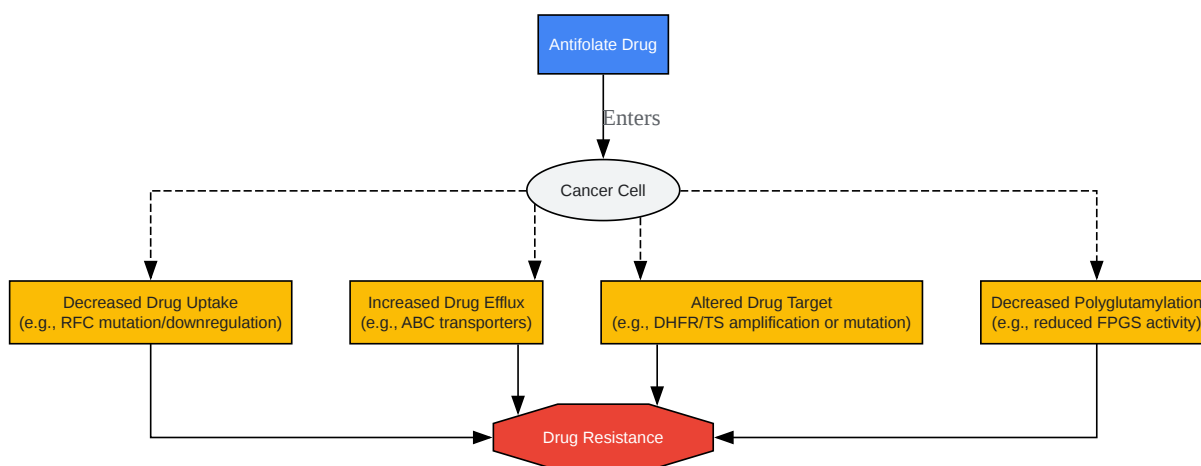 Antifolate Drug
Enters
Cancer Cell
Decreased Drug Uptake
(e.g., RFC mutation/downregulation)
Increased Drug Efflux
(e.g., ABC transporters)
Altered Drug Target
(e.g., DHFR/TS amplification or mutation)
Decreased Polyglutamylation
(e.g., reduced FPGS activity)
Drug Resistance